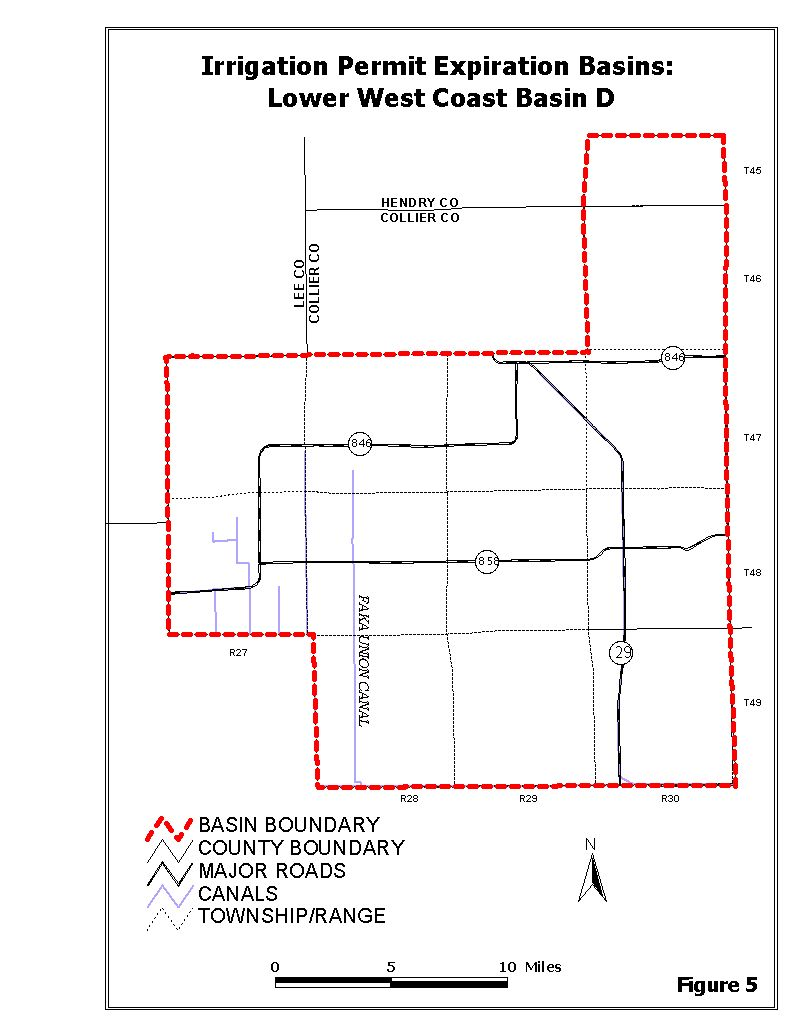 Irrigation Permit Expiration Basins:
Lower West Coast Basin D
T45
HENDRY CO
COLLIER CO
LEE CO
COLLIER CO
T46
846
T47
846
858
T48
FAKA UNION CANAL
29
R27
T49
R28
R29
R30
BASIN BOUNDARY
COUNTY BOUNDARY
MAJOR ROADS
CANALS
TOWNSHIP/RANGE
N
0 5 10 Miles
Figure 5